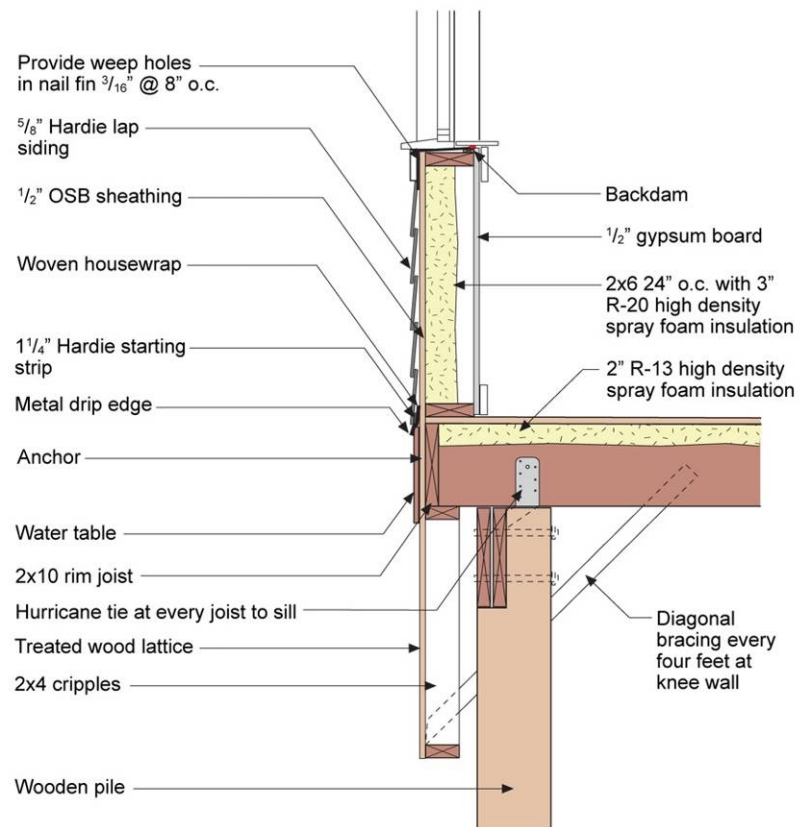 Provide weep holes
in nail fin 3/16” @ 8” o.c.
5/8” Hardie lap
siding
1/2” OSB sheathing
Woven housewrap
1 1/4” Hardie starting
strip
Metal drip edge
Anchor
Water table
2x10 rim joist
Hurricane tie at every joist to sill
Treated wood lattice
2x4 cripples
Wooden pile
Backdam
1/2” gypsum board
2x6 24” o.c. with 3”
R-20 high density
spray foam insulation
2” R-13 high density
spray foam insulation
Diagonal
bracing every
four feet at
knee wall